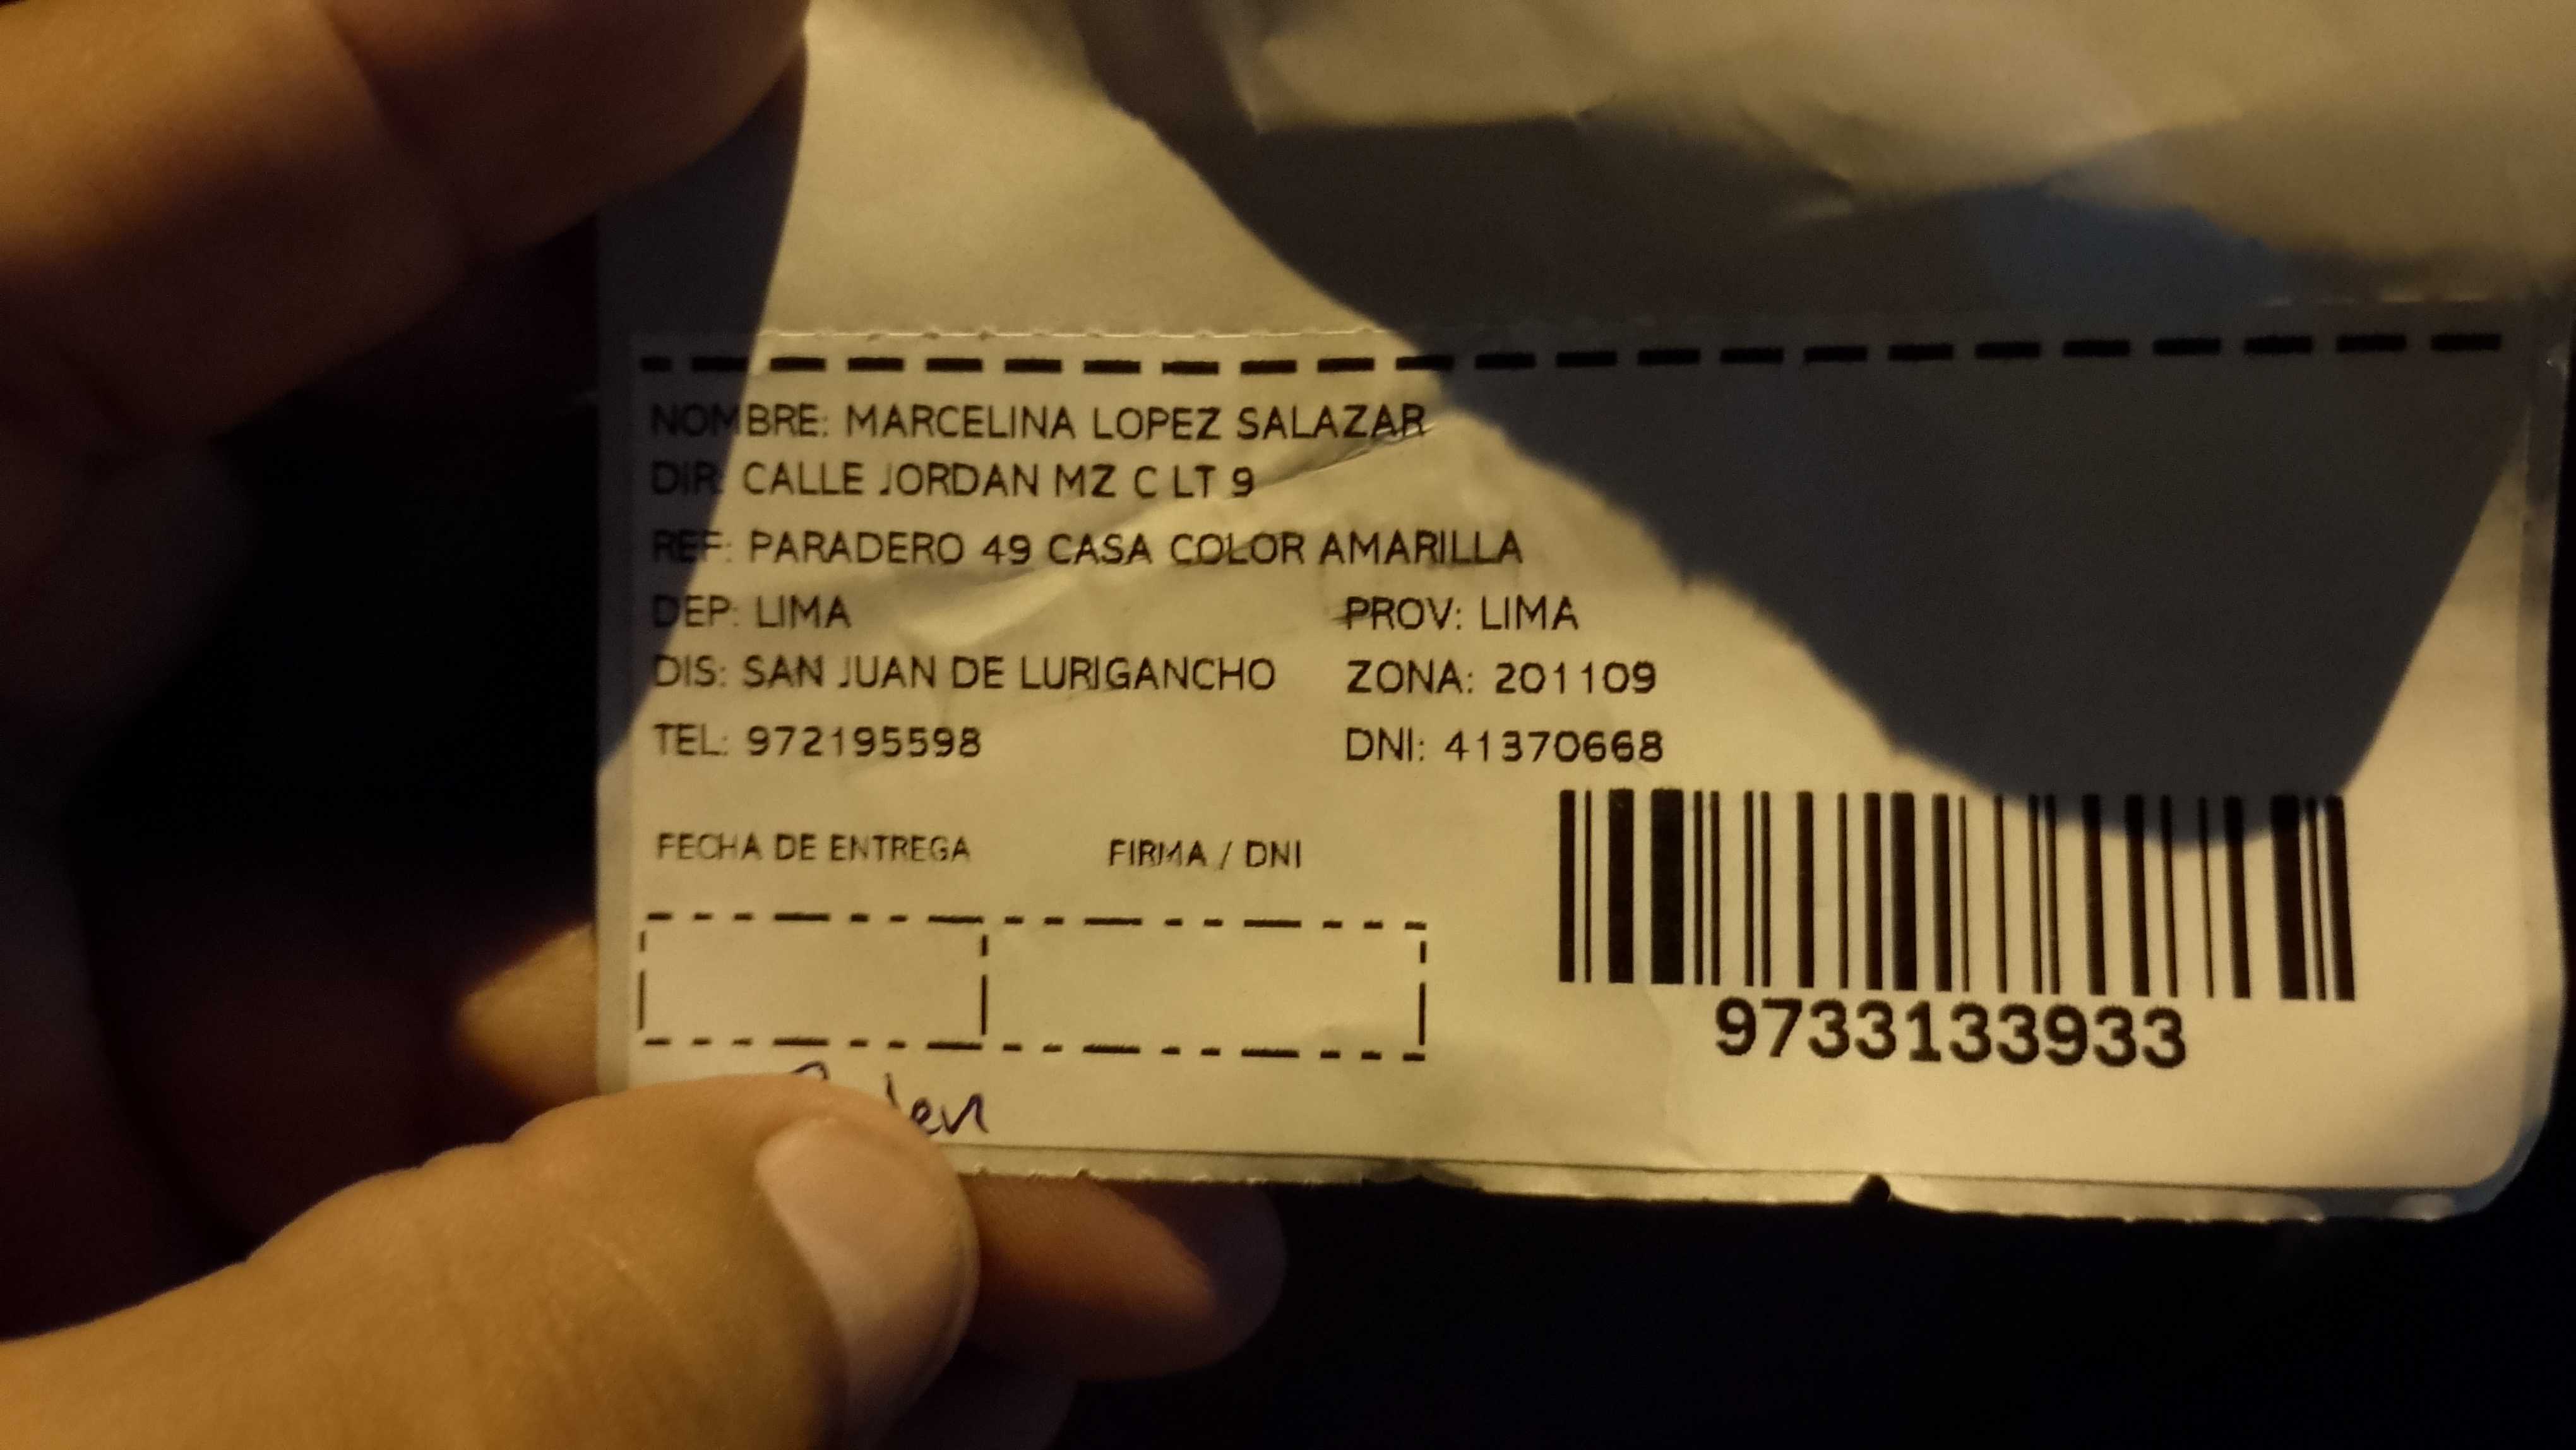 NOMBRE: MARCELINA LOPEZ SALAZAR
DIR: CALLE JORDAN MZ C LT 9
REF: PARADERO 49 CASA COLOR AMARILLA
DEP: LIMA PROV: LIMA
DIS: SAN JUAN DE LURIGANCHO ZONA: 201109
TEL: 972195598 DNI: 41370668
FECHA DE ENTREGA FIRMA / DNI
9733133933